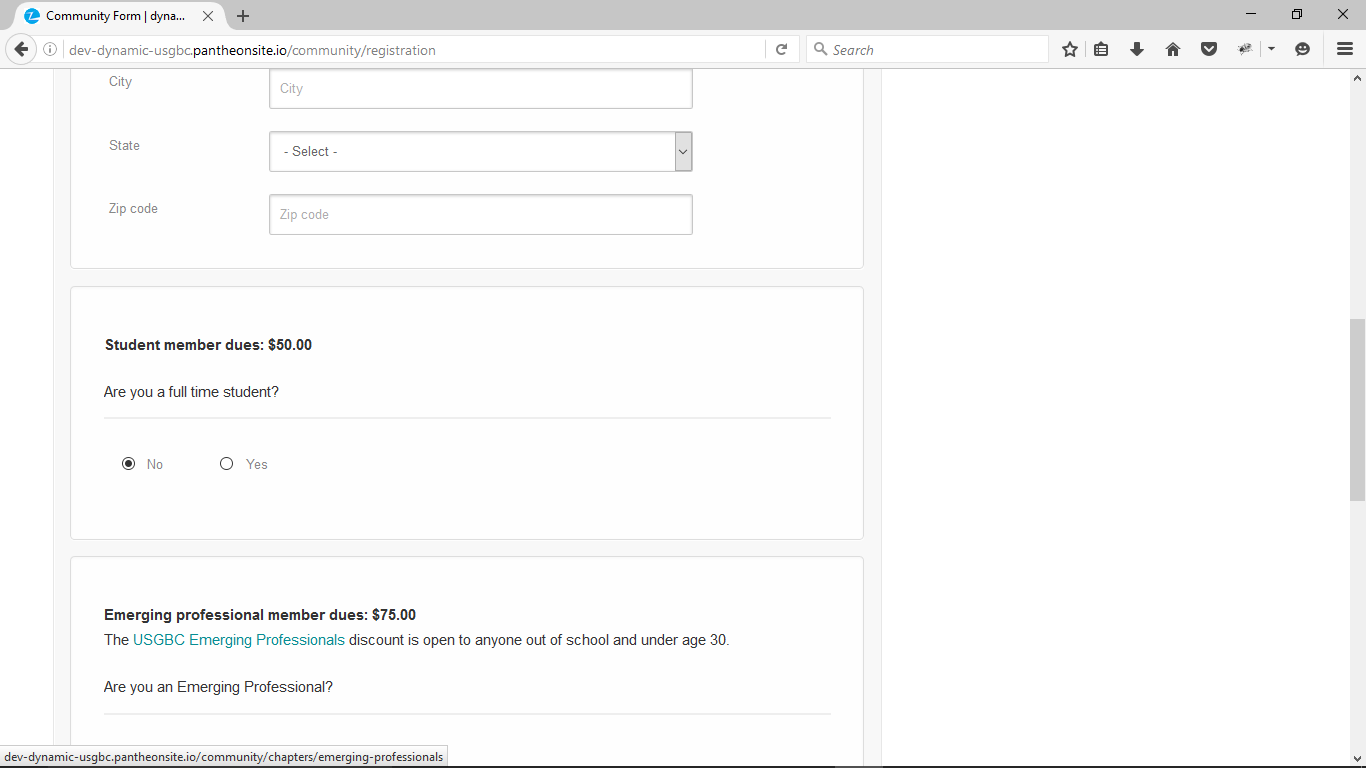 Community Form | dyna...
dev-dynamic-usgbc.pantheonsite.io/community/registration
Search
City
City
State
- Select -
Zip code
Zip code
Student member dues: $50.00
Are you a full time student?
No Yes
Emerging professional member dues: $75.00
The USGBC Emerging Professionals discount is open to anyone out of school and under age 30.
Are you an Emerging Professional?
dev-dynamic-usgbc.pantheonsite.io/community/chapters/emerging-professionals